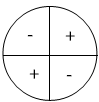 - +
+ -